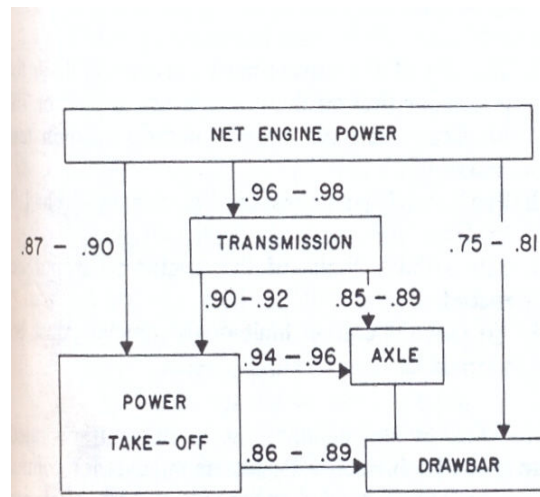 NET ENGINE POWER
.96 – .98
.87 – .90
TRANSMISSION
.75 – .81
.90 –.92
.85 –.89
.94 –.96
AXLE
POWER
TAKE–OFF
.86 – .89
DRAWBAR